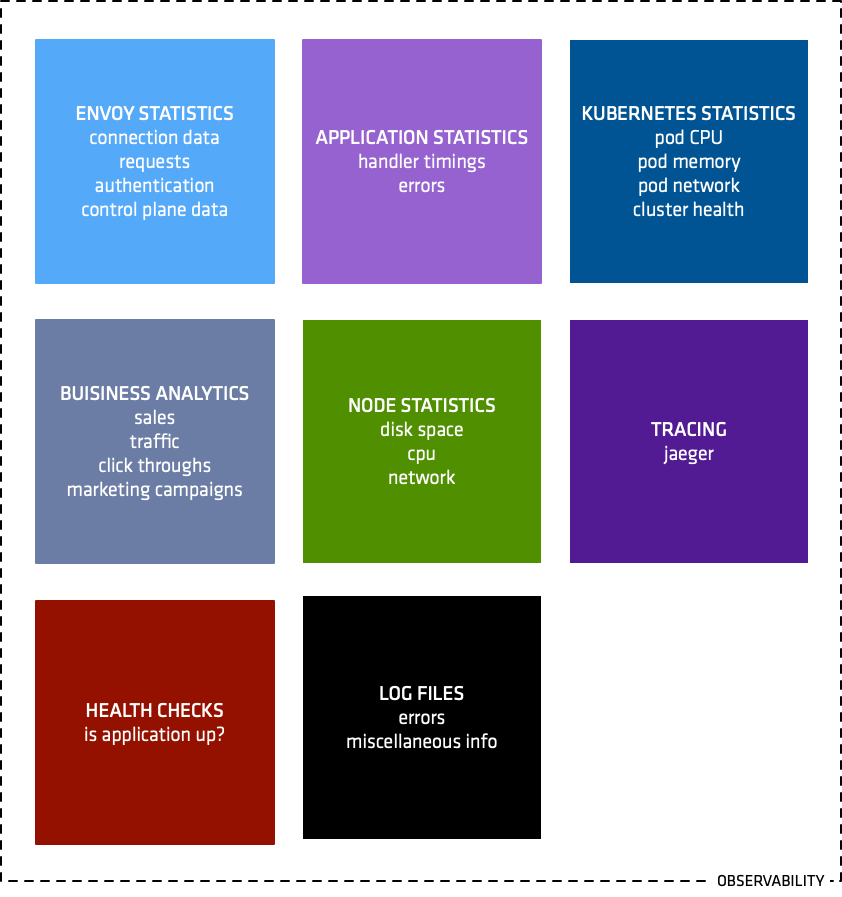 ENVOY STATISTICS
connection data
requests
authentication
control plane data
APPLICATION STATISTICS
handler timings
errors
KUBERNETES STATISTICS
pod CPU
pod memory
pod network
cluster health
BUISINESS ANALYTICS
sales
traffic
click throughs
marketing campaigns
NODE STATISTICS
disk space
cpu
network
TRACING
jaeger
HEALTH CHECKS
is application up?
LOG FILES
errors
miscellaneous info
OBSERVABILITY